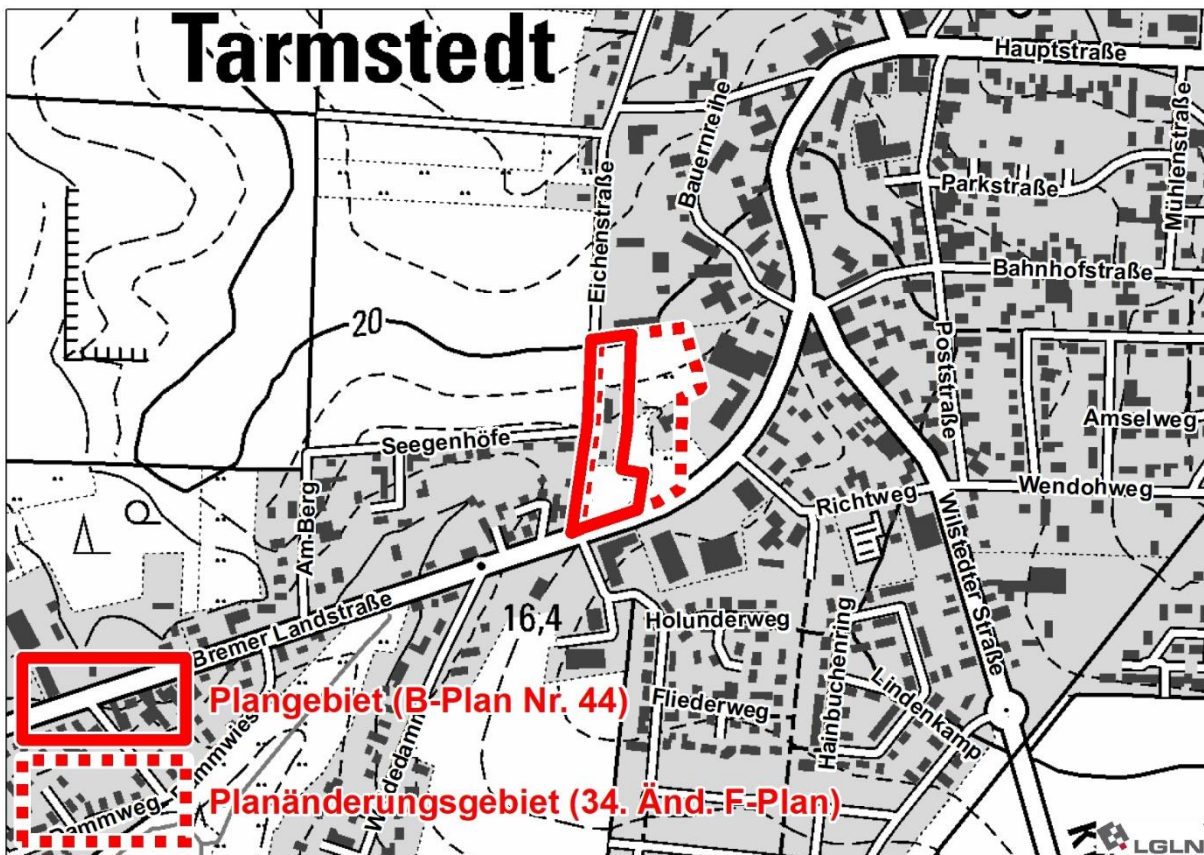 Tarmstedt
Hauptstraße
Mühlenstraße
Bauernreihe
Parkstraße
Eichenstraße
Bahnhofstraße
20
Poststraße
Seegenhöfe
Amselweg
Am Berg
Richtweg
Wendohweg
Wilstedter Straße
16,4
Holunderweg
Bremer Landstraße
Hainbuchenring
Lindenkamp
Fliederweg
Plangebiet (B-Plan Nr. 44)
Planänderungsgebiet (34. Änd. F-Plan)
Dammweg
K
LGLN